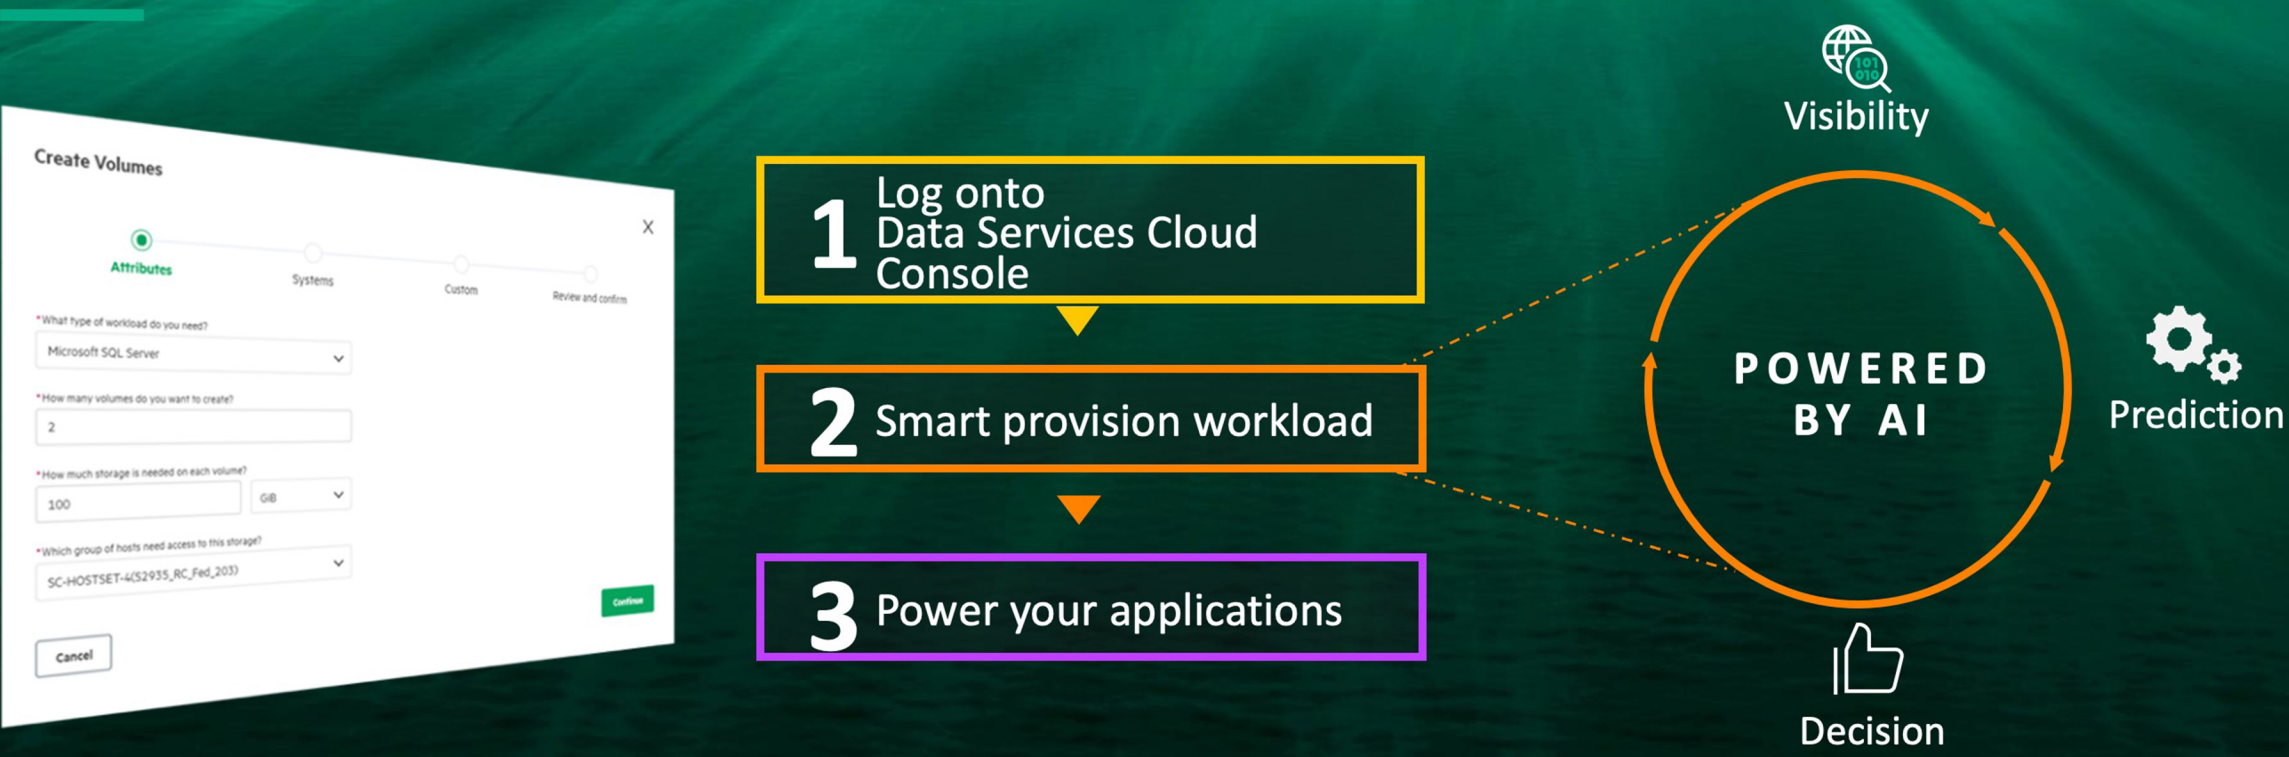 Create Volumes
X
Attributes
Systems
Custom
Review and confirm
*What type of workload do you need?
Microsoft SQL Server
*How many volumes do you want to create?
2
*How much storage is needed on each volume?
100
GiB
*Which group of hosts need access to this storage?
SC-HOSTSET-4(S2935_RC_Fed_203)
Continue
Cancel
1
Log onto
Data Services Cloud
Console
2 Smart provision workload
3 Power your applications
101
010
Visibility
POWERED
BY AI
Prediction
Decision